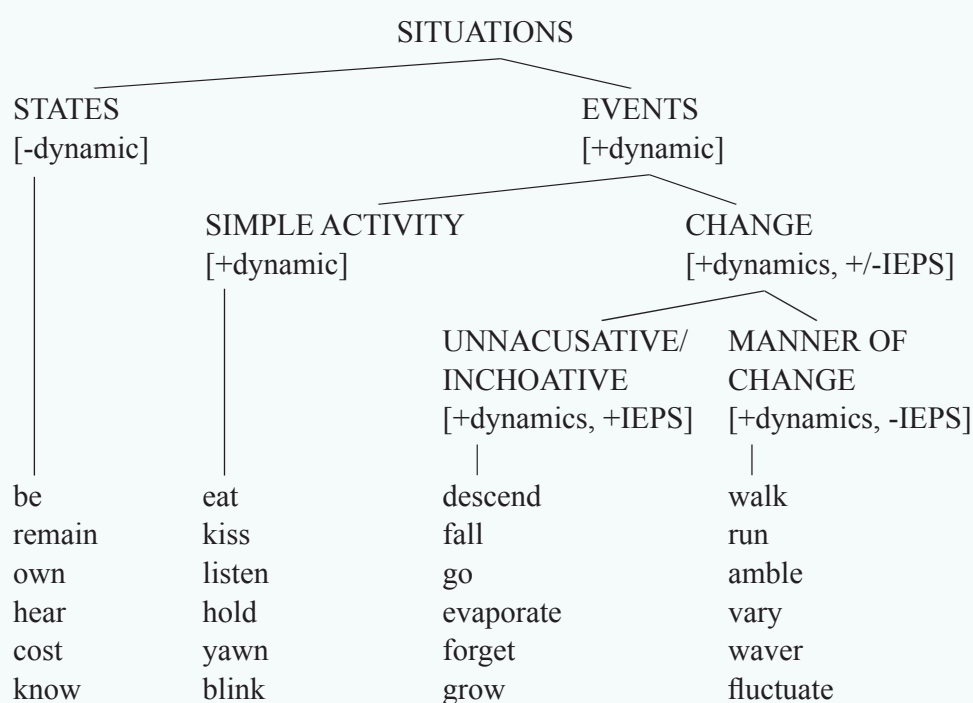 SITUATIONS
STATES EVENTS
[-dynamic] [+dynamic]
SIMPLE ACTIVITY CHANGE
[+dynamic] [+dynamics, +/-IEPS]
UNNACUSATIVE/ MANNER OF
INCHOATIVE CHANGE
[+dynamics, +IEPS] [+dynamics, -IEPS]
be eat descend walk
remain kiss fall run
own listen go amble
hear hold evaporate vary
cost yawn forget waver
know blink grow fluctuate